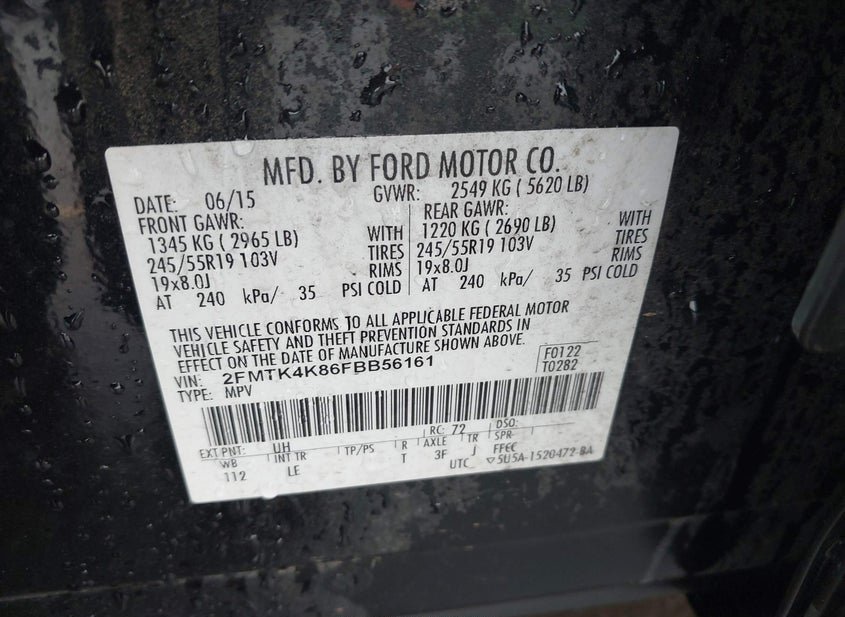 MFD. BY FORD MOTOR CO.
DATE: 06/15 GVWR: 2549 KG ( 5620 LB)
FRONT GAWR: REAR GAWR:
1345 KG ( 2965 LB) WITH 1220 KG ( 2690 LB) WITH
245/55R19 103V TIRES 245/55R19 103V TIRES
19x8.0J RIMS 19x8.0J RIMS
AT 240 kPa/ 35 PSI COLD AT 240 kPa/ 35 PSI COLD
THIS VEHICLE CONFORMS TO ALL APPLICABLE FEDERAL MOTOR
VEHICLE SAFETY AND THEFT PREVENTION STANDARDS IN
EFFECT ON THE DATE OF MANUFACTURE SHOWN ABOVE.
VIN: 2FMTK4K86FBB56161 F0122
TYPE: MPV T0282
EXT PNT: UH RC: 72 DSO:
WB INT TR TP/PS R AXLE TR SPR
112 LE T 3F J FFEC
UTC ▽5U5A-1520472-BA